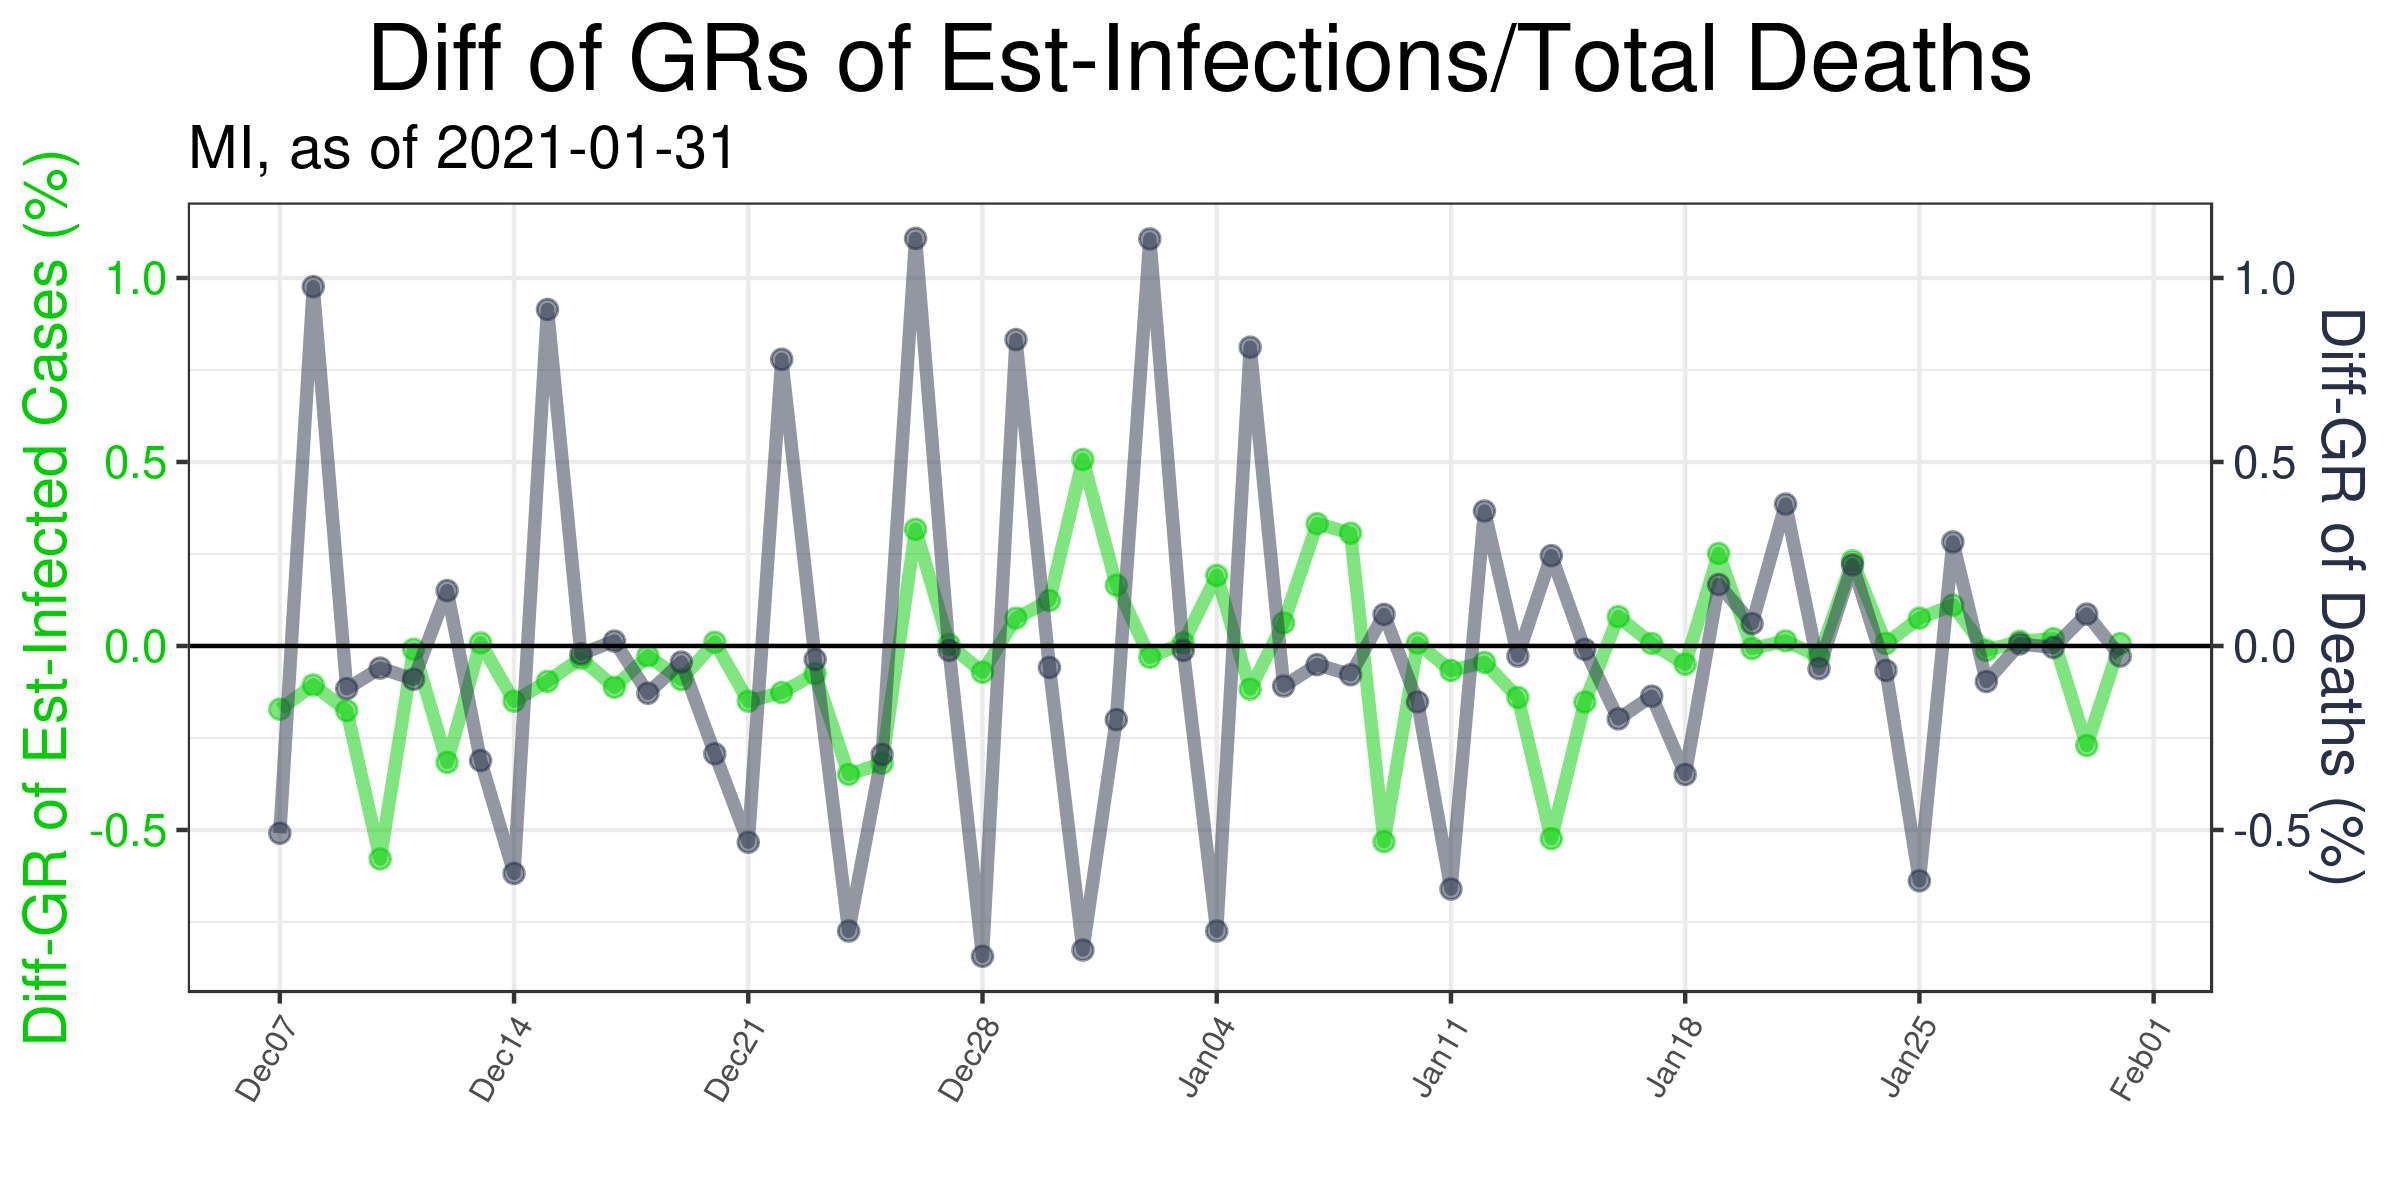 Diff of GRs of Est-Infections/Total Deaths
MI, as of 2021-01-31
Diff-GR of Est-Infected Cases (%)
1.0
0.5
0.0
-0.5
1.0
0.5
0.0
-0.5
Diff-GR of Deaths (%)
Dec07
Dec14
Dec21
Dec28
Jan04
Jan11
Jan18
Jan25
Feb01